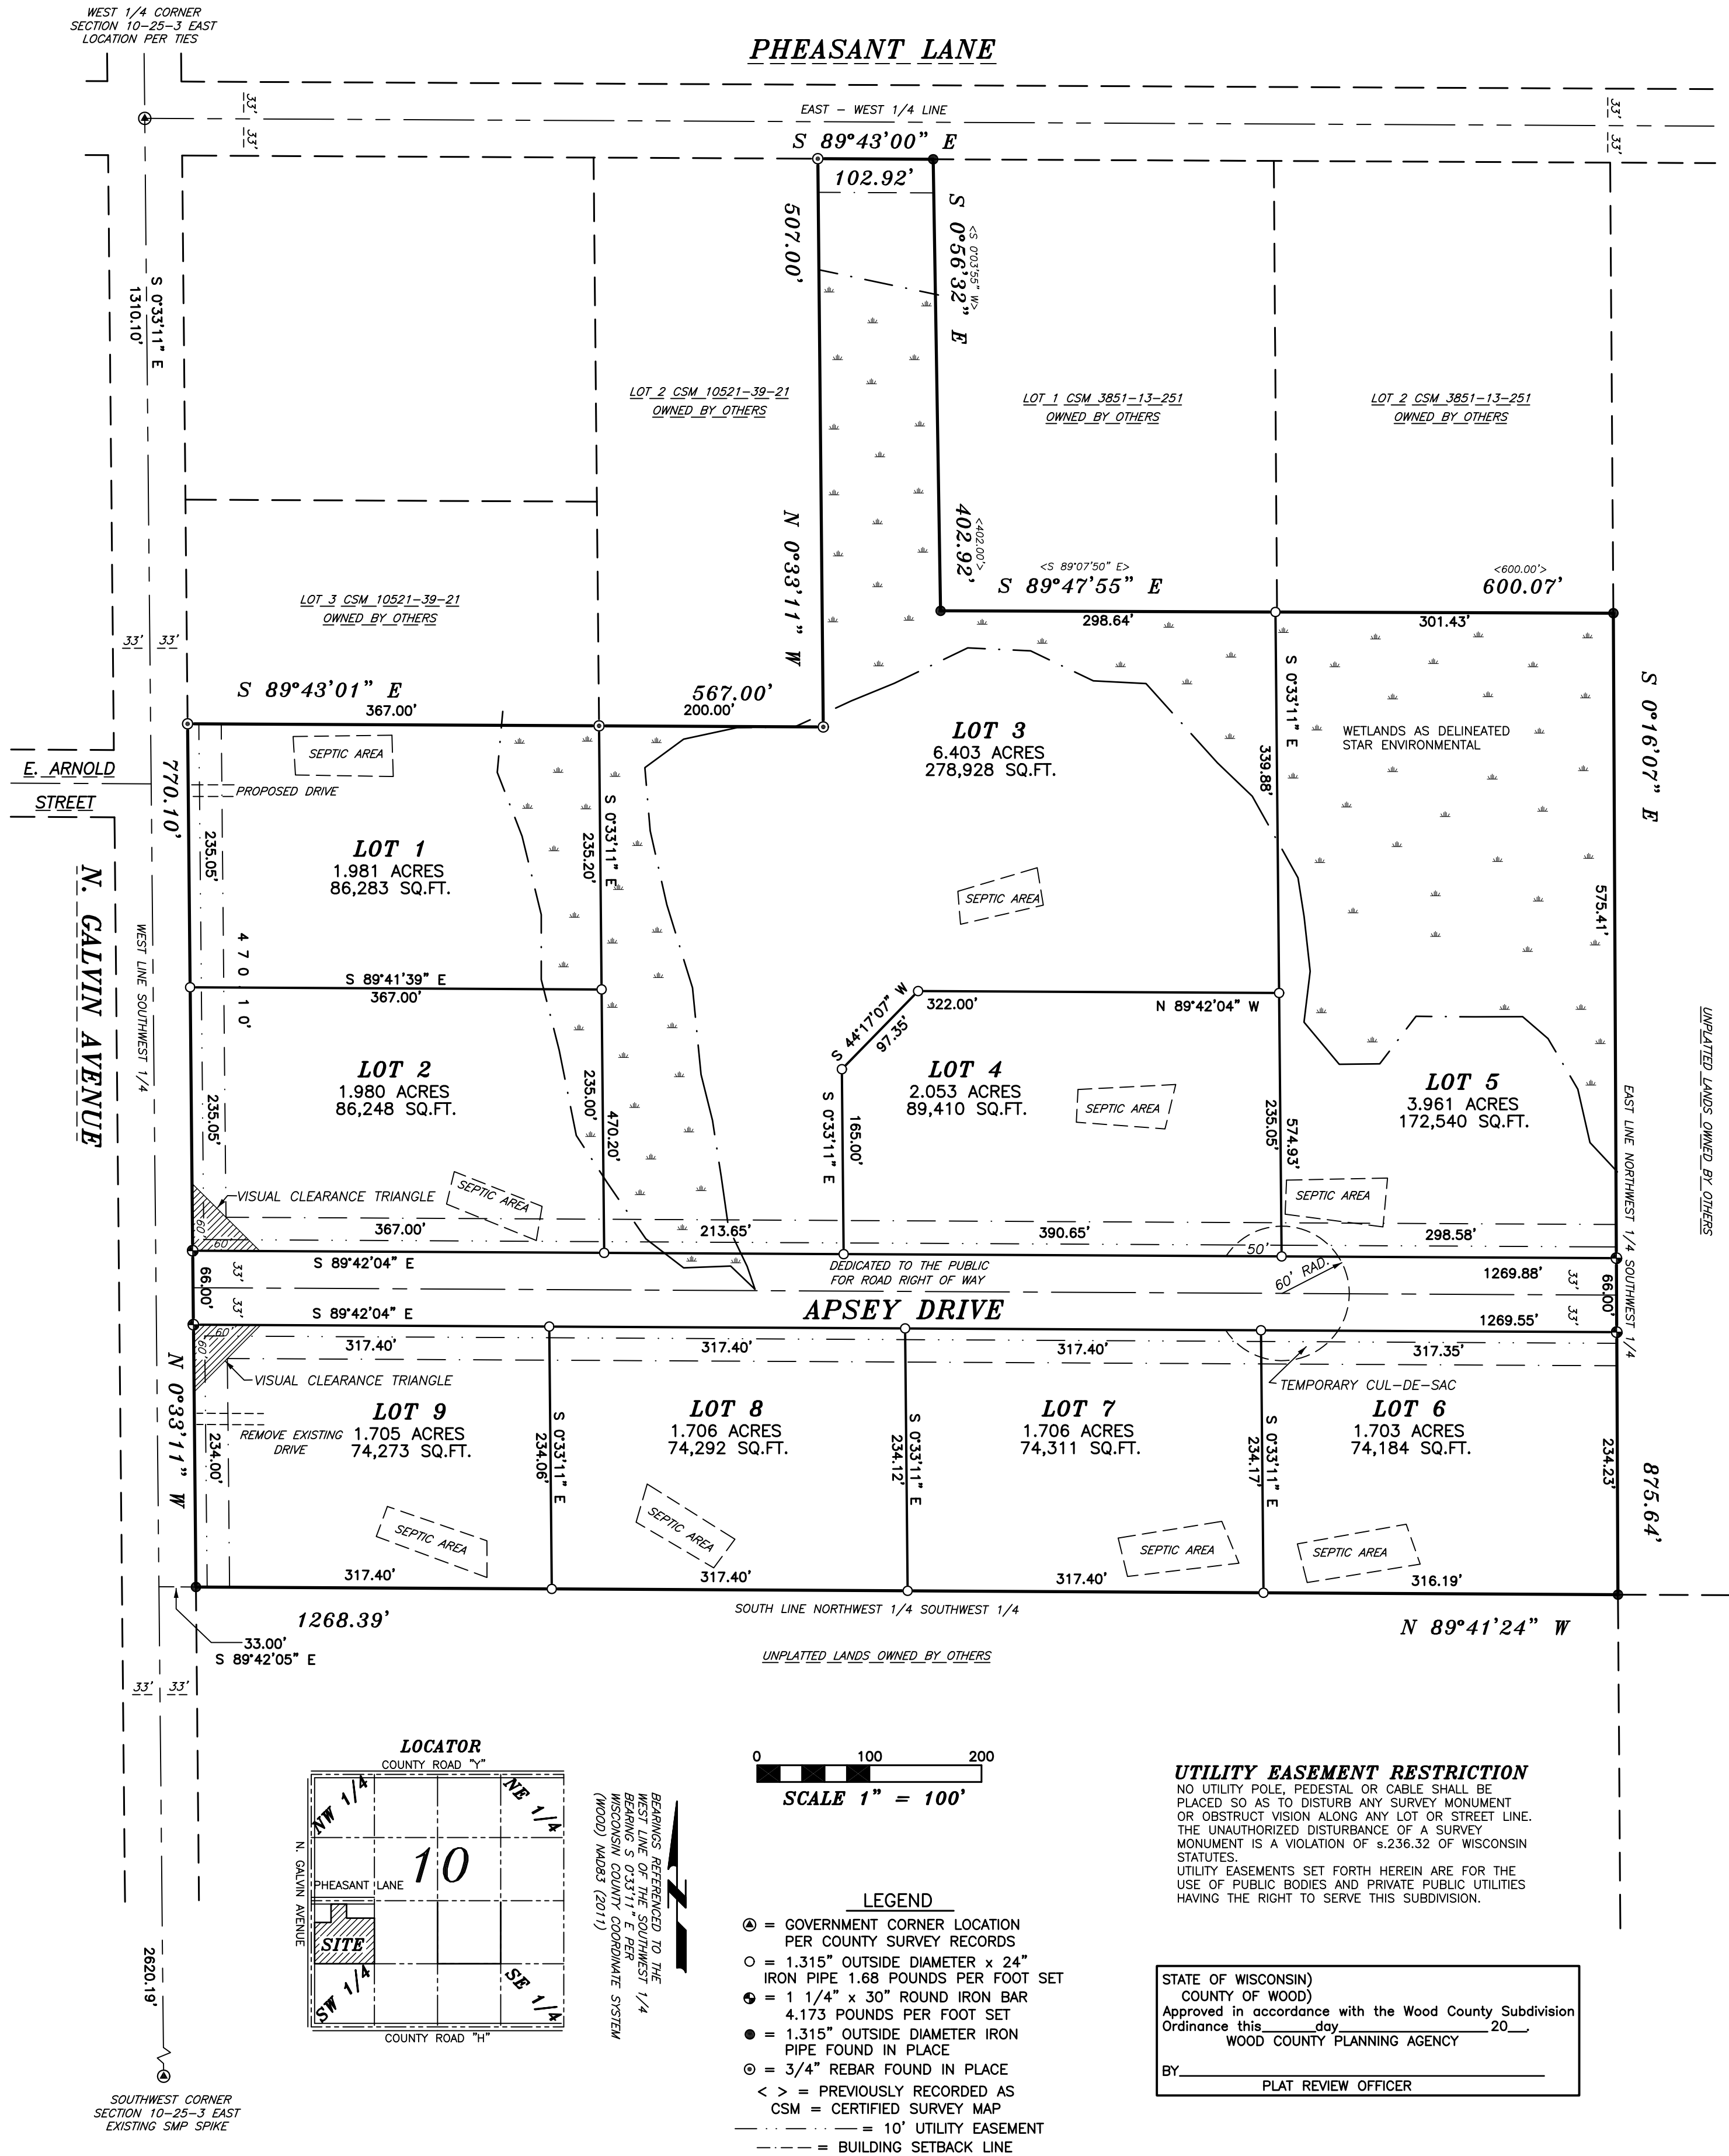 WEST 1/4 CORNER
SECTION 10-25-3 EAST
LOCATION PER TIES
PHEASANT LANE
33'
33'
EAST - WEST 1/4 LINE
33'
33'
S 89°43'00" E
102.92'
507.00'
N 0°33'11" W
S 0°56'32" E
<S 0°03'55" W>
402.92'
<402.00'>
S 0°33'11" E
1310.10'
LOT 2 CSM 10521-39-21
OWNED BY OTHERS
LOT 1 CSM 3851-13-251
OWNED BY OTHERS
LOT 2 CSM 3851-13-251
OWNED BY OTHERS
<S 89°07'50" E>
S 89°47'55" E
<600.00'>
600.07'
298.64'
301.43'
LOT 3 CSM 10521-39-21
OWNED BY OTHERS
33' 33'
S 89°43'01" E
567.00'
367.00'
200.00'
E. ARNOLD
STREET
770.10'
SEPTIC AREA
PROPOSED DRIVE
235.05'
470.10'
LOT 1
1.981 ACRES
86,283 SQ.FT.
S 0°33'11" E
235.20'
LOT 3
6.403 ACRES
278,928 SQ.FT.
S 0°33'11" E
339.88'
WETLANDS AS DELINEATED
STAR ENVIRONMENTAL
S 0°16'07" E
575.41'
SEPTIC AREA
N. GALVIN AVENUE
WEST LINE SOUTHWEST 1/4
S 89°41'39" E
367.00'
S 44°17'07" W
97.35'
322.00'
N 89°42'04" W
LOT 2
1.980 ACRES
86,248 SQ.FT.
235.05'
235.00'
470.20'
S 0°33'11" E
165.00'
LOT 4
2.053 ACRES
89,410 SQ.FT.
SEPTIC AREA
235.05'
574.93'
LOT 5
3.961 ACRES
172,540 SQ.FT.
SEPTIC AREA
EAST LINE NORTHWEST 1/4 SOUTHWEST 1/4
UNPLATTED LANDS OWNED BY OTHERS
VISUAL CLEARANCE TRIANGLE
SEPTIC AREA
60'
60'
367.00'
213.65'
390.65'
50'
298.58'
S 89°42'04" E
DEDICATED TO THE PUBLIC
FOR ROAD RIGHT OF WAY
60' RAD.
1269.88'
66.00'
33'
33'
APSEY DRIVE
33'
33'
66.00'
S 89°42'04" E
1269.55'
60'
60'
317.40'
317.40'
317.40'
317.35'
VISUAL CLEARANCE TRIANGLE
TEMPORARY CUL-DE-SAC
N 0°33'11" W
REMOVE EXISTING
DRIVE
234.00'
LOT 9
1.705 ACRES
74,273 SQ.FT.
S 0°33'11" E
234.06'
LOT 8
1.706 ACRES
74,292 SQ.FT.
S 0°33'11" E
234.12'
LOT 7
1.706 ACRES
74,311 SQ.FT.
S 0°33'11" E
234.17'
LOT 6
1.703 ACRES
74,184 SQ.FT.
234.23'
875.64'
SEPTIC AREA
SEPTIC AREA
SEPTIC AREA
SEPTIC AREA
317.40'
317.40'
317.40'
316.19'
1268.39'
SOUTH LINE NORTHWEST 1/4 SOUTHWEST 1/4
N 89°41'24" W
33.00'
S 89°42'05" E
UNPLATTED LANDS OWNED BY OTHERS
33' 33'
2620.19'
SOUTHWEST CORNER
SECTION 10-25-3 EAST
EXISTING SMP SPIKE
LOCATOR
COUNTY ROAD "Y"
NW 1/4
NE 1/4
10
N. GALVIN AVENUE
PHEASANT LANE
SITE
SW 1/4
SE 1/4
COUNTY ROAD "H"
BEARINGS REFERENCED TO THE
WEST LINE OF THE SOUTHWEST 1/4
BEARING S 0°33'11" E PER
WISCONSIN COUNTY COORDINATE SYSTEM
(WOOD) NAD83 (2011)
N
0 100 200
SCALE 1" = 100'
LEGEND
= GOVERNMENT CORNER LOCATION
PER COUNTY SURVEY RECORDS
= 1.315" OUTSIDE DIAMETER x 24"
IRON PIPE 1.68 POUNDS PER FOOT SET
= 1 1/4" x 30" ROUND IRON BAR
4.173 POUNDS PER FOOT SET
= 1.315" OUTSIDE DIAMETER IRON
PIPE FOUND IN PLACE
= 3/4" REBAR FOUND IN PLACE
< > = PREVIOUSLY RECORDED AS
CSM = CERTIFIED SURVEY MAP
= 10' UTILITY EASEMENT
= BUILDING SETBACK LINE
UTILITY EASEMENT RESTRICTION
NO UTILITY POLE, PEDESTAL OR CABLE SHALL BE
PLACED SO AS TO DISTURB ANY SURVEY MONUMENT
OR OBSTRUCT VISION ALONG ANY LOT OR STREET LINE.
THE UNAUTHORIZED DISTURBANCE OF A SURVEY
MONUMENT IS A VIOLATION OF s.236.32 OF WISCONSIN
STATUTES.
UTILITY EASEMENTS SET FORTH HEREIN ARE FOR THE
USE OF PUBLIC BODIES AND PRIVATE PUBLIC UTILITIES
HAVING THE RIGHT TO SERVE THIS SUBDIVISION.
STATE OF WISCONSIN)
COUNTY OF WOOD)
Approved in accordance with the Wood County Subdivision
Ordinance this______day________________20__.
WOOD COUNTY PLANNING AGENCY
BY________________________________
PLAT REVIEW OFFICER